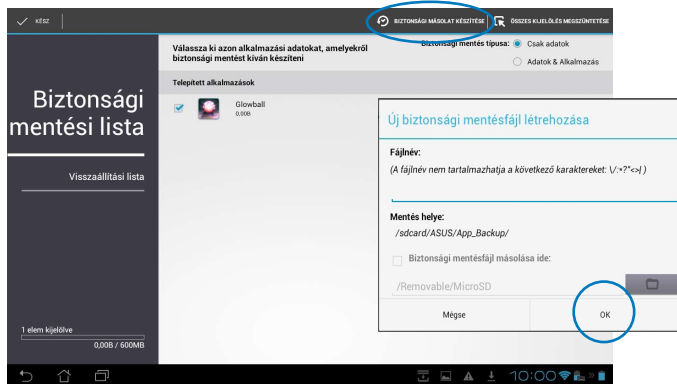 KÉSZ
BIZTONSÁGI MÁSOLAT KÉSZÍTÉSE
ÖSSZES KIJELÖLÉS MEGSZÜNTETÉSE
Válassza ki azon alkalmazási adatokat, amelyekről
biztonsági mentést kíván készíteni
Biztonsági mentés típusa:
Csak adatok
Adatok & Alkalmazás
Telepített alkalmazások
Glowball
0,00B
Biztonsági
mentési lista
Visszaállítási lista
1 elem kijelölve
0,00B / 600MB
Új biztonsági mentésfájl létrehozása
Fájlnév:
(A fájlnév nem tartalmazhatja a következő karaktereket: \/:*?"<>| )
Mentés helye:
/sdcard/ASUS/App_Backup/
Biztonsági mentésfájl másolása ide:
/Removable/MicroSD
Mégse
OK
10:00